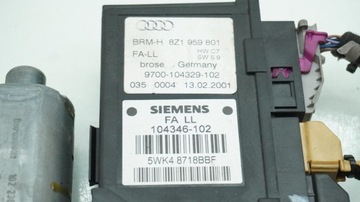 Audi
BRM-H 8Z1 959 801
FA-LL HW C7
SW 5.9
brose Germany
9700-104329-102
035 0004 13.02.2001
SIEMENS
FA LL
104346-102
5WK4 8718BBF